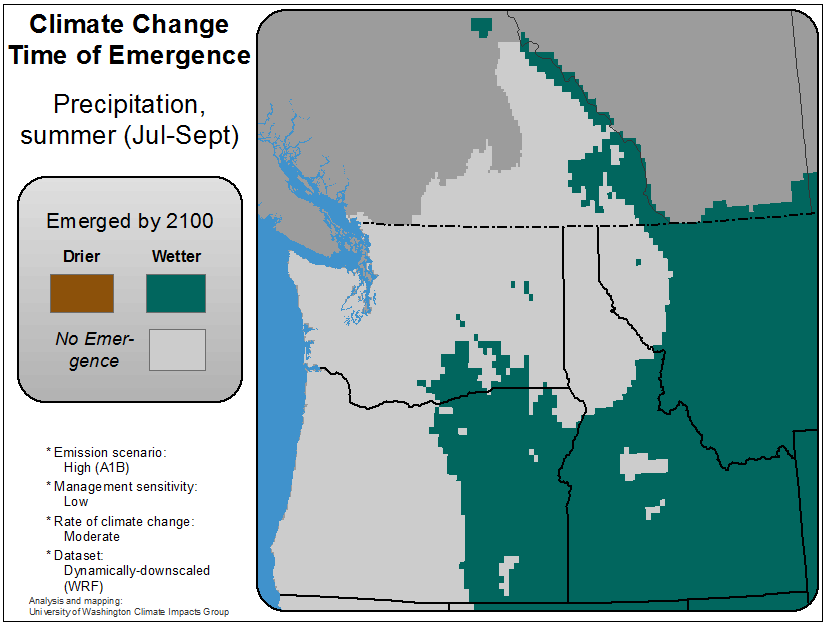 Climate Change
Time of Emergence
Precipitation,
summer (Jul-Sept)
Emerged by 2100
Drier Wetter
No Emer-
gence
* Emission scenario:
High (A1B)
* Management sensitivity:
Low
* Rate of climate change:
Moderate
* Dataset:
Dynamically-downscaled
(WRF)
Analysis and mapping:
University of Washington Climate Impacts Group